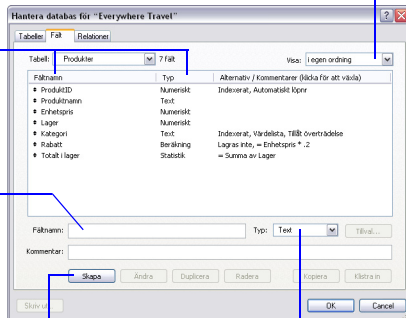 Hantera databas för "Everywhere Travel"
Tabeller Fält Relationer
Tabell: Produkter 7 fält Visa: i egen ordning
Fältnamn Typ Alternativ / Kommentarer (klicka för att växla)
ProduktID Numeriskt Indexerat, Automatiskt löpnr
Produktnamn Text
Enhetspris Numeriskt
Lager Numeriskt
Kategori Text Indexerat, Värdelista, Tillåt överträdelse
Rabatt Beräkning Lagras inte, = Enhetspris * .2
Totalt i lager Statistik = Summa av Lager
Fältnamn: Typ: Text Tillval...
Kommentar:
Skapa Ändra Duplicera Radera Kopiera Klistra in
Skriv ut... OK Cancel